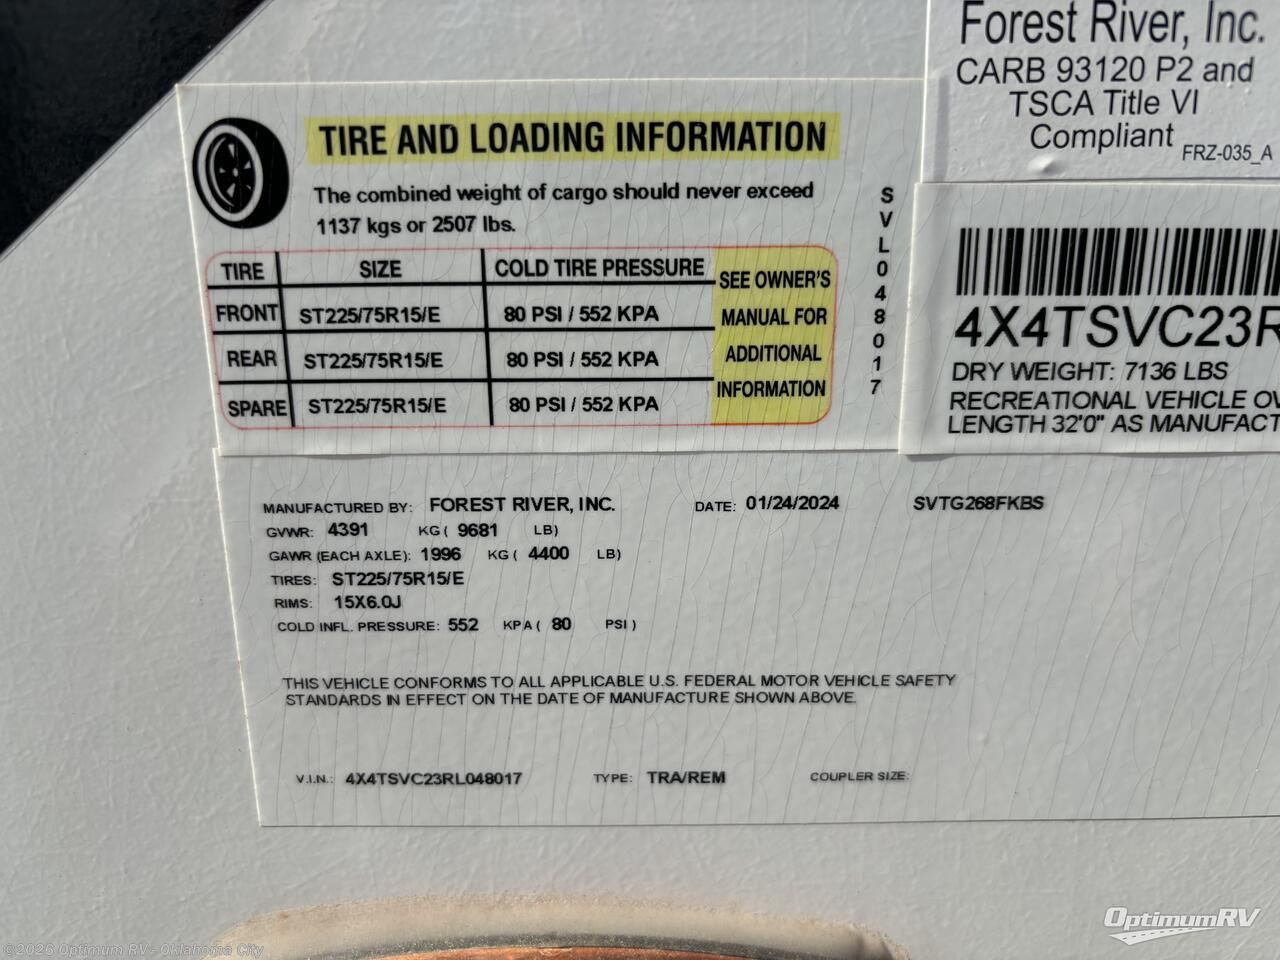 Forest River, Inc.
CARB 93120 P2 and
TSCA Title VI
Compliant
FRZ-035_A
TIRE AND LOADING INFORMATION
The combined weight of cargo should never exceed
1137 kgs or 2507 lbs.
TIRE SIZE COLD TIRE PRESSURE
FRONT ST225/75R15/E 80 PSI / 552 KPA
REAR ST225/75R15/E 80 PSI / 552 KPA
SPARE ST225/75R15/E 80 PSI / 552 KPA
SEE OWNER'S
MANUAL FOR
ADDITIONAL
INFORMATION
SVL048017
4X4TSVC23R
DRY WEIGHT: 7136 LBS
RECREATIONAL VEHICLE OV
LENGTH 32'0" AS MANUFACT
MANUFACTURED BY: FOREST RIVER, INC. DATE: 01/24/2024 SVTG268FKBS
GVWR: 4391 KG ( 9681 LB)
GAWR (EACH AXLE): 1996 KG ( 4400 LB)
TIRES: ST225/75R15/E
RIMS: 15X6.0J
COLD INFL. PRESSURE: 552 KPA ( 80 PSI )
THIS VEHICLE CONFORMS TO ALL APPLICABLE U.S. FEDERAL MOTOR VEHICLE SAFETY
STANDARDS IN EFFECT ON THE DATE OF MANUFACTURE SHOWN ABOVE.
V.I.N.: 4X4TSVC23RL048017 TYPE: TRA/REM COUPLER SIZE:
OptimumRV
©2026 Optimum RVs Oklahoma City